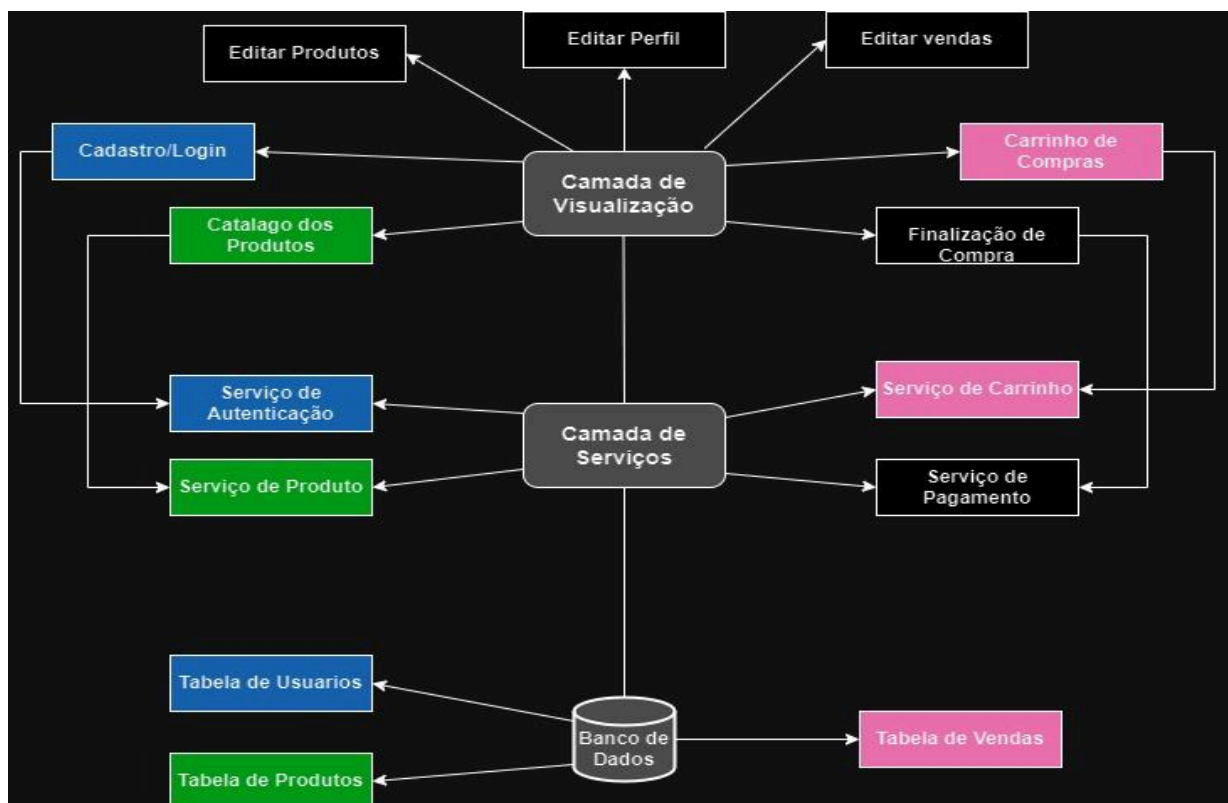 Editar Produtos
Editar Perfil
Editar vendas
Cadastro/Login
Camada de
Visualização
Carrinho de
Compras
Catalago dos
Produtos
Finalização de
Compra
Serviço de
Autenticação
Camada de
Serviços
Serviço de Carrinho
Serviço de Produto
Serviço de
Pagamento
Tabela de Usuarios
Banco de
Dados
Tabela de Vendas
Tabela de Produtos